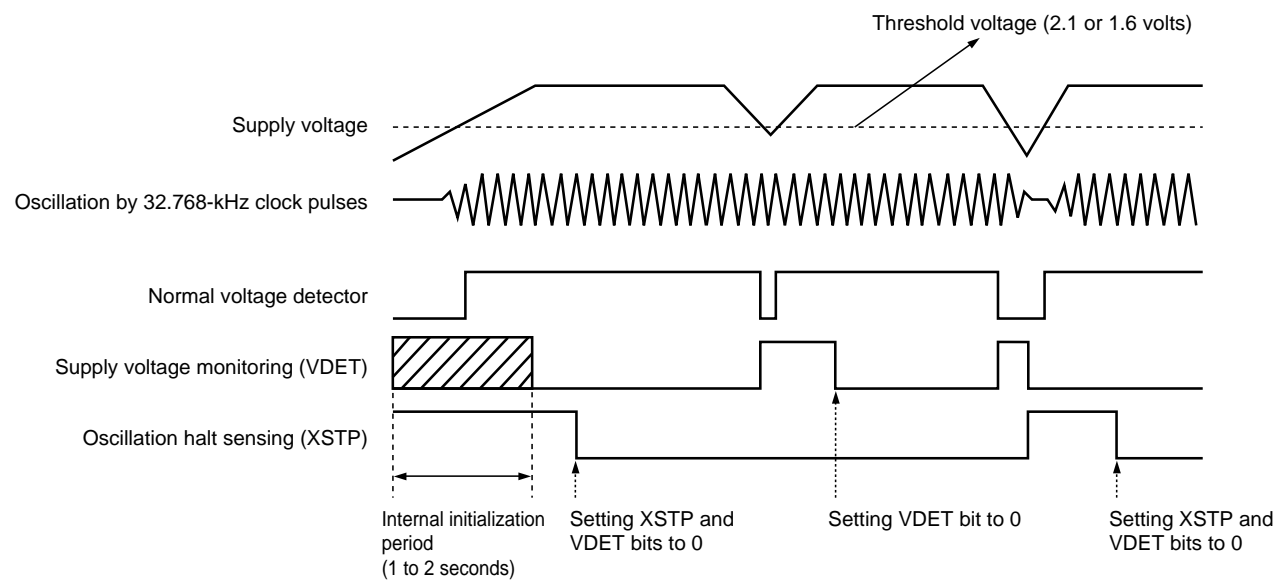 Threshold voltage (2.1 or 1.6 volts)
Supply voltage
Oscillation by 32.768-kHz clock pulses
Normal voltage detector
Supply voltage monitoring (VDET)
Oscillation halt sensing (XSTP)
Internal initialization
period
(1 to 2 seconds)
Setting XSTP and
VDET bits to 0
Setting VDET bit to 0
Setting XSTP and
VDET bits to 0